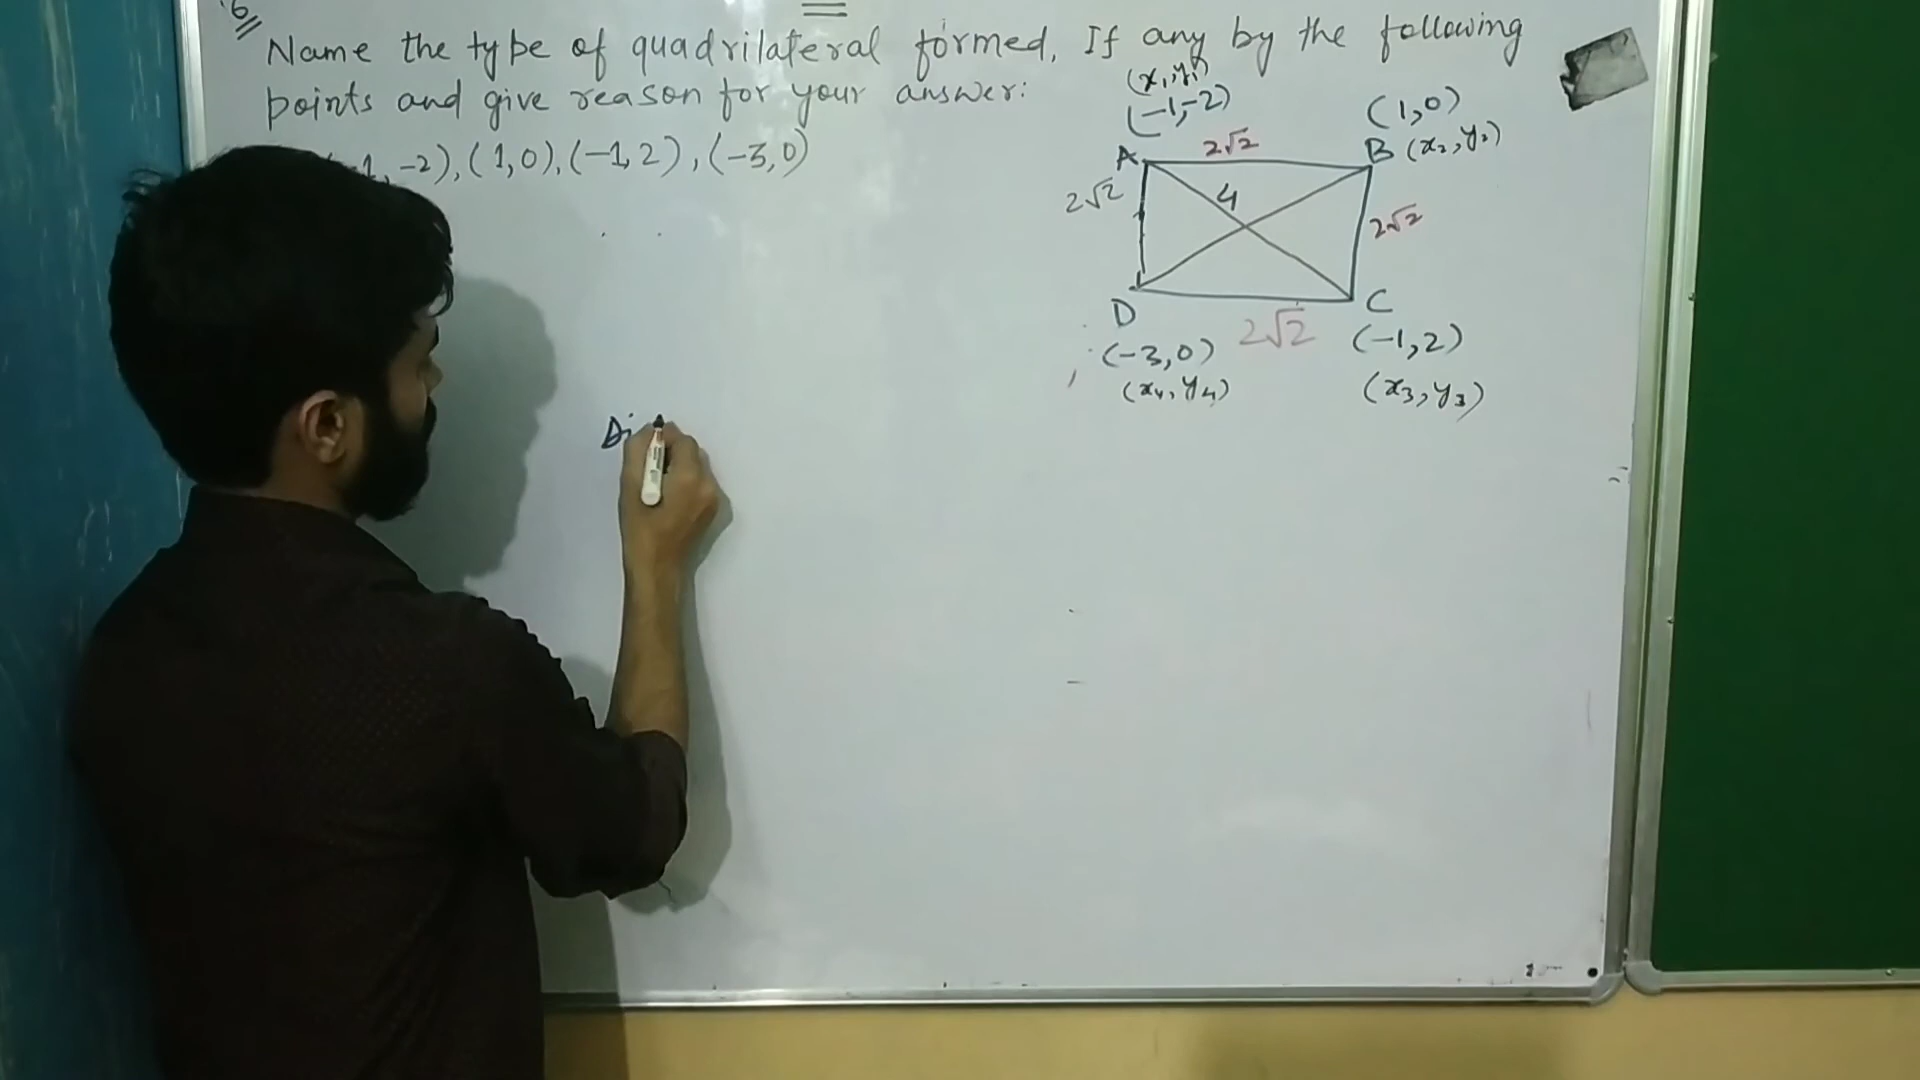 6
Name the type of quadrilateral formed, If any by the following
points and give reason for your answer:
-1, -2), (1,0), (-1,2), (-3,0)
(x₁,y₁)
(-1,-2)
(1,0)
A 2√2 B (x₂,y₂)
2√2 4 2√2
D 2√2 C
(-3,0) (-1,2)
(x₄,y₄) (x₃,y₃)
Di